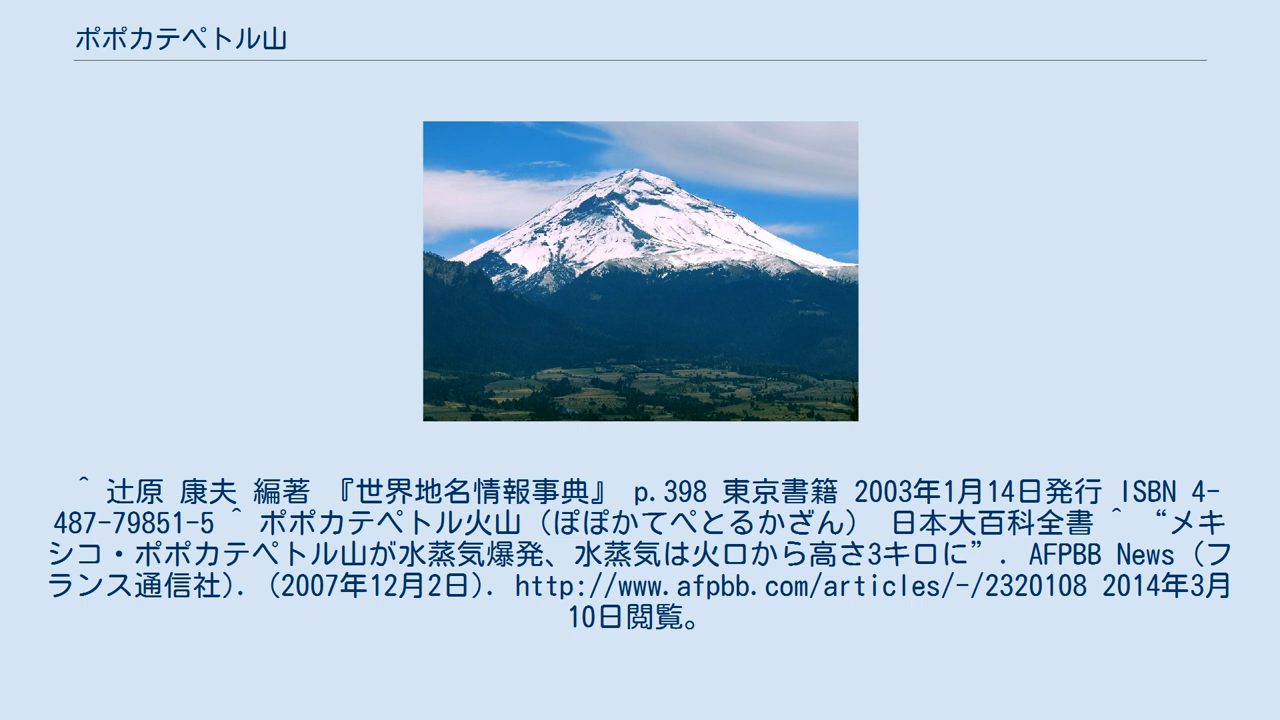 ポポカテペトル山
^ 辻原 康夫 編著 『世界地名情報事典』 p.398 東京書籍 2003年1月14日発行 ISBN 4-
487-79851-5 ^ ポポカテペトル火山（ぽぽかてぺとるかざん） 日本大百科全書 ^ “メキ
シコ・ポポカテペトル山が水蒸気爆発、水蒸気は火口から高さ3キロに”. AFPBB News (フ
ランス通信社). (2007年12月2日). http://www.afpbb.com/articles/-/2320108 2014年3月
10日閲覧。